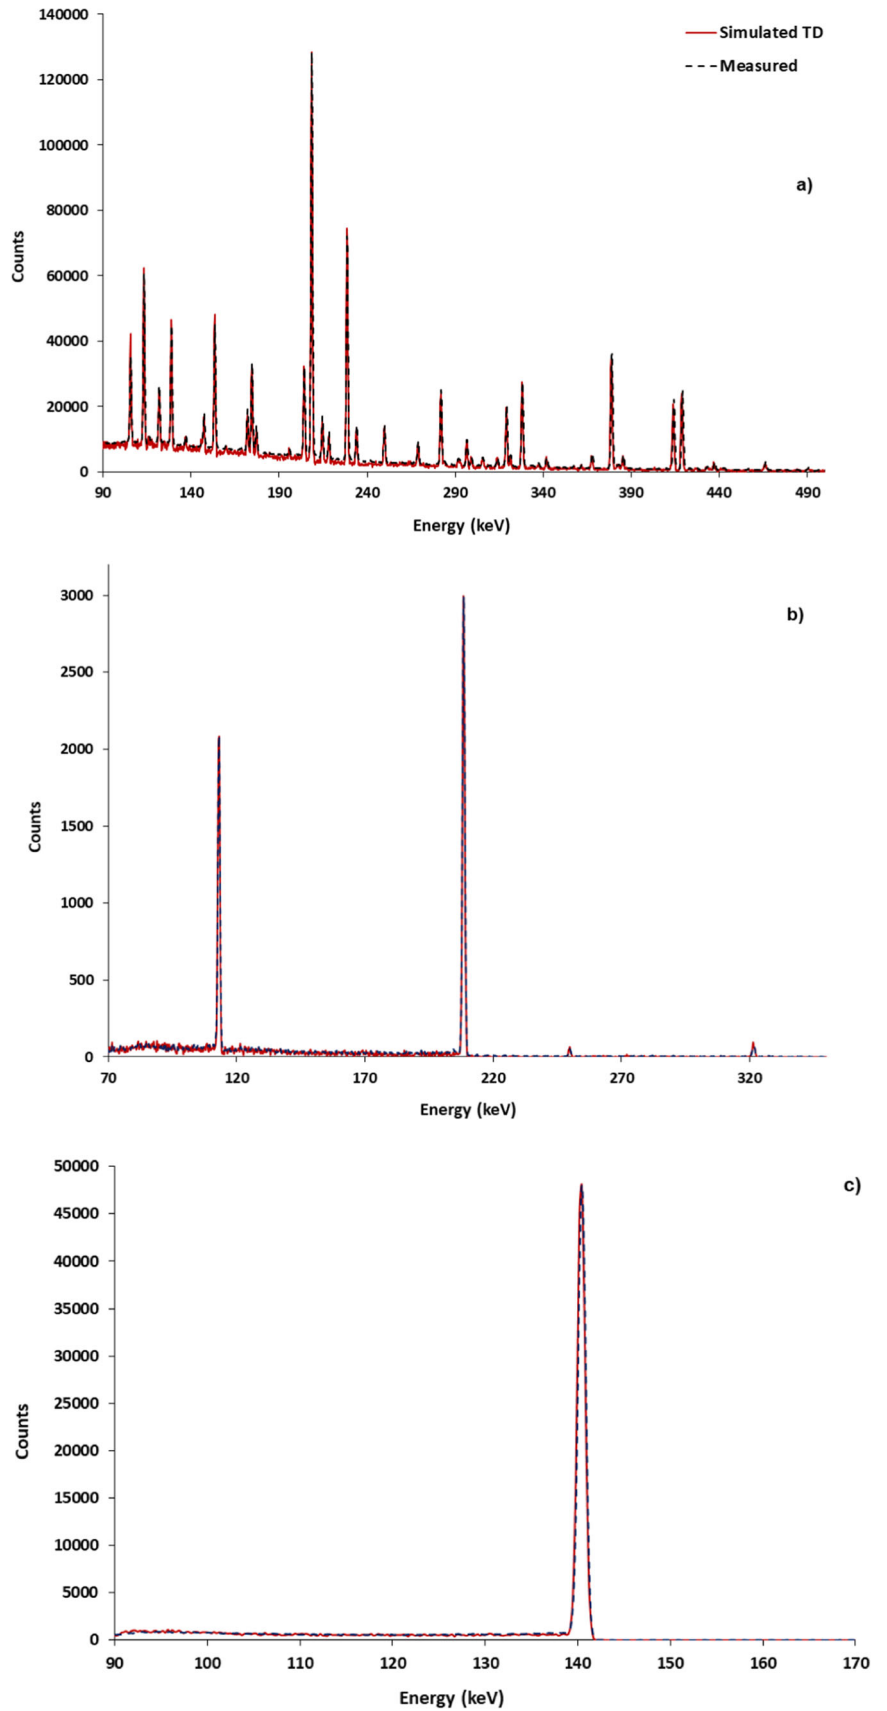 Simulated TD
Measured
a)
140000
120000
100000
80000
60000
40000
20000
0
Counts
90 140 190 240 290 340 390 440 490
Energy (keV)
b)
3000
2500
2000
1500
1000
500
0
Counts
70 120 170 220 270 320
Energy (keV)
c)
50000
45000
40000
35000
30000
25000
20000
15000
10000
5000
0
Counts
90 100 110 120 130 140 150 160 170
Energy (keV)